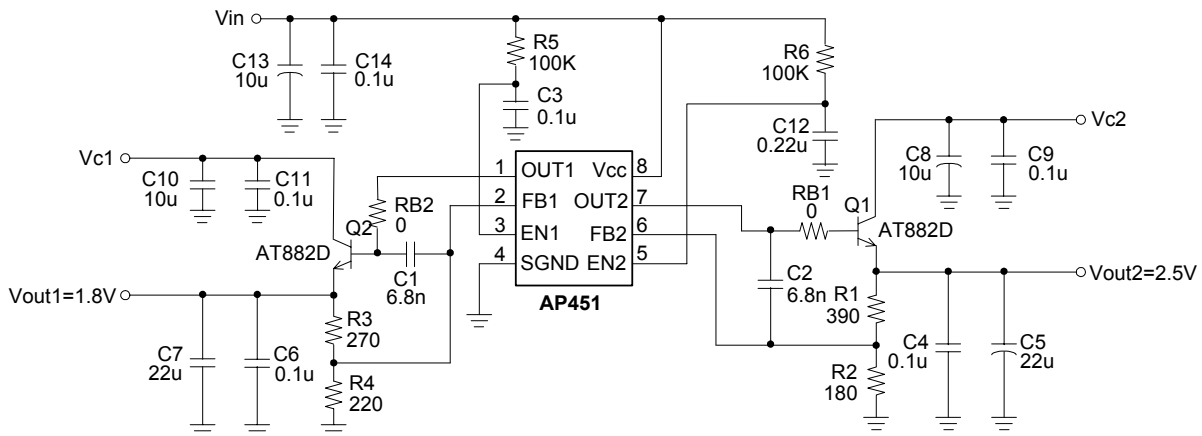 Vin
R5
100K
R6
100K
C13
10u
C14
0.1u
C3
0.1u
C12
0.22u
Vc2
Vc1
C10
10u
C11
0.1u
C8
10u
C9
0.1u
1
2
3
4
OUT1
FB1
EN1
SGND
Vcc
OUT2
FB2
EN2
8
7
6
5
AP451
RB2
0
Q2
AT882D
C1
6.8n
RB1
0
Q1
AT882D
C2
6.8n
Vout1=1.8V
Vout2=2.5V
R3
270
R1
390
C7
22u
C6
0.1u
R4
220
R2
180
C4
0.1u
C5
22u